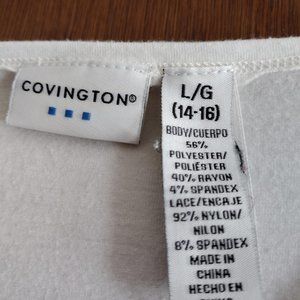 COVINGTON®
L/G
(14-16)
BODY/CUERPO
56%
POLYESTER/
POLIÉSTER
40% RAYON
4% SPANDEX
LACE/ENCAJE
92% NYLON/
NILON
8% SPANDEX
MADE IN
CHINA
HECHO EN